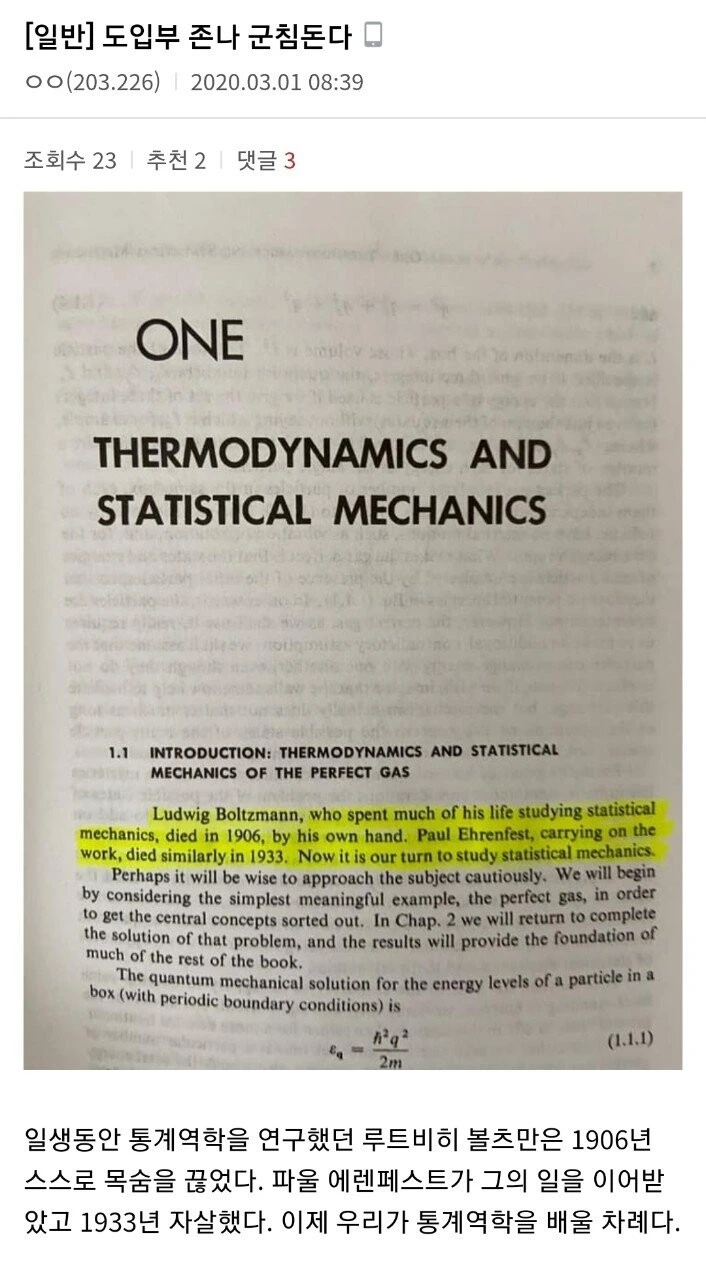 [일반] 도입부 존나 군침돈다
ㅇㅇ(203.226) | 2020.03.01 08:39
조회수 23 | 추천 2 | 댓글 3
ONE
THERMODYNAMICS AND
STATISTICAL MECHANICS
1.1 INTRODUCTION: THERMODYNAMICS AND STATISTICAL
MECHANICS OF THE PERFECT GAS
Ludwig Boltzmann, who spent much of his life studying statistical
mechanics, died in 1906, by his own hand. Paul Ehrenfest, carrying on the
work, died similarly in 1933. Now it is our turn to study statistical mechanics.
Perhaps it will be wise to approach the subject cautiously. We will begin
by considering the simplest meaningful example, the perfect gas, in order
to get the central concepts sorted out. In Chap. 2 we will return to complete
the solution of that problem, and the results will provide the foundation of
much of the rest of the book.
The quantum mechanical solution for the energy levels of a particle in a
box (with periodic boundary conditions) is
εq = ħ²q² / 2m (1.1.1)
일생동안 통계역학을 연구했던 루트비히 볼츠만은 1906년
스스로 목숨을 끊었다. 파울 에렌페스트가 그의 일을 이어받
았고 1933년 자살했다. 이제 우리가 통계역학을 배울 차례다.